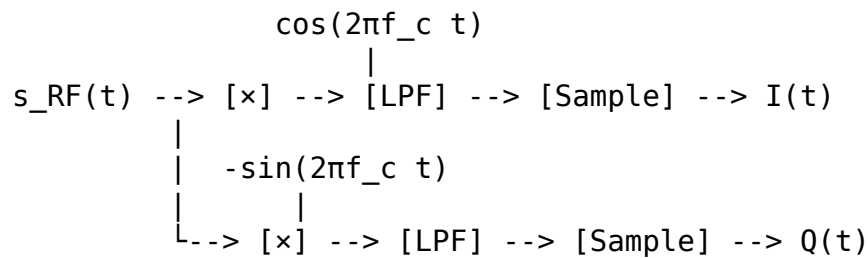 cos(2πf_c t)
                     |
s_RF(t) --> [×] --> [LPF] --> [Sample] --> I(t)
         |
         |  -sin(2πf_c t)
         |       |
         └--> [×] --> [LPF] --> [Sample] --> Q(t)